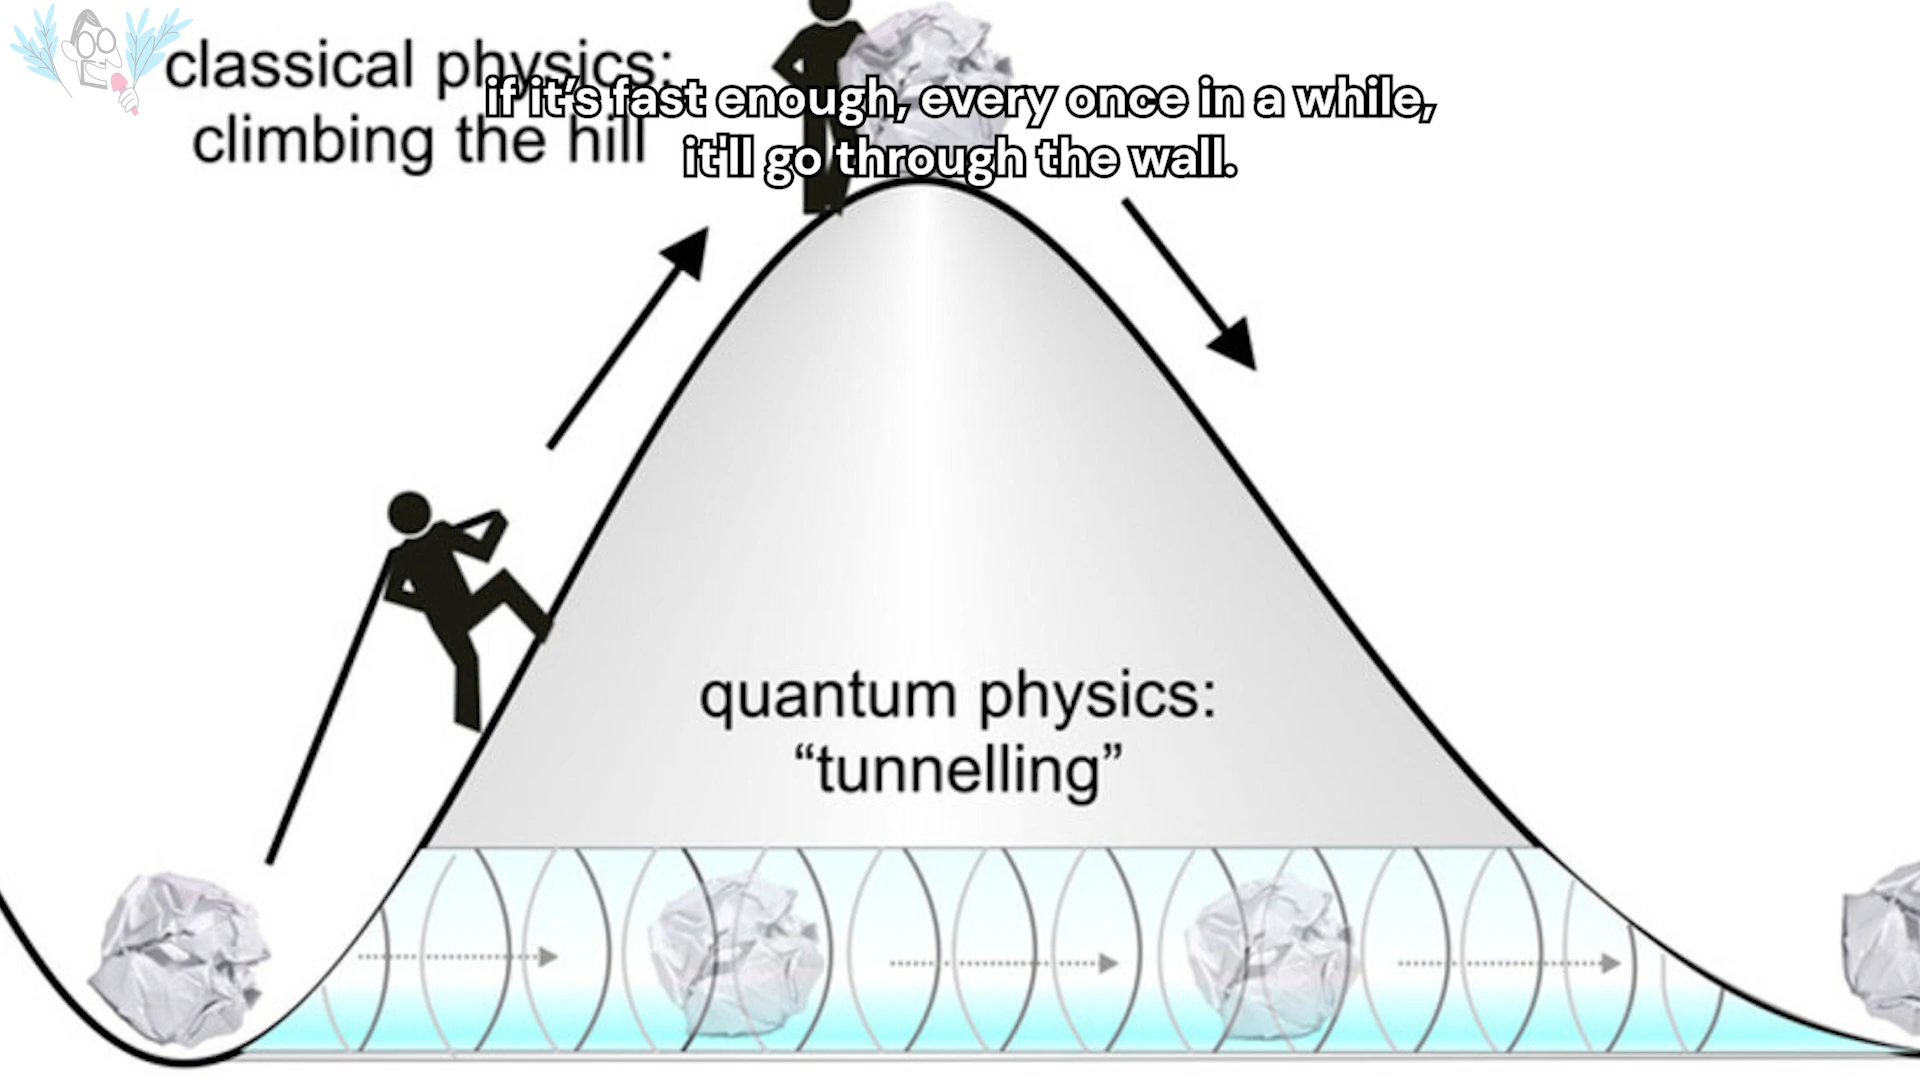 classical physics:
climbing the hill
if it's fast enough, every once in a while,
it'll go through the wall.
quantum physics:
“tunnelling”